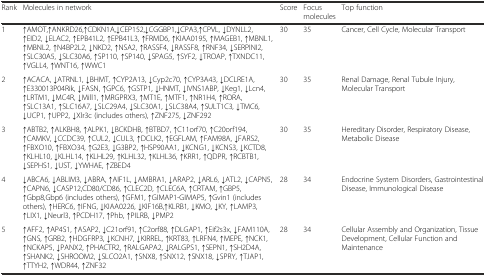 Rank Molecules in network Score Focus molecules Top function
1 ↑AMOT,↑ANKRD26,↑CDKN1A,↓CEP152,↓CGGBP1,↓CPA3,↑CPVL, ↓DYNLL2, 30 35 Cancer, Cell Cycle, Molecular Transport
↑EID2, ↓ELAC2, ↑EPB41L2, ↑EPB41L3, ↑FRMD6, ↑KIAA0195, ↑MAGEB1, ↑MBNL1,
↑MBNL2, ↑N4BP2L2, ↓NKD2, ↑NSA2, ↑RASSF4, ↓RASSF8, ↑RNF34, ↓SERPINI2,
↑SLC30A5, ↓SLC30A6, ↑SP110, ↑SP140, ↓SPAG5, ↑SYF2, ↓TROAP, ↑TXNDC11,
↑VGLL4, ↑WNT16, ↑WWC1
2 ↑ACACA, ↓ATRNL1, ↓BHMT, ↑CYP2A13, ↓Cyp2c70, ↑CYP3A43, ↓DCLRE1A, 30 35 Renal Damage, Renal Tubule Injury,
↑E330013P04Rik, ↓FASN, ↑GPC6, ↑GSTP1, ↓HNMT, ↓IVNS1ABP, ↓Keg1, ↓Lcn4, Molecular Transport
↑LRTM1, ↓MC4R, ↓Mill1, ↑MRGPRX3, ↑MT1E, ↑MTF1, ↑NR1H4, ↑RORA,
↑SLC13A1, ↑SLC16A7, ↓SLC29A4, ↓SLC30A1, ↓SLC38A4, ↑SULT1C3, ↓TMC6,
↓UCP1, ↑UPP2, ↓Xlr3c (includes others), ↑ZNF275, ↓ZNF292
3 ↑ABTB2, ↑ALKBH8, ↑ALPK1, ↓BCKDHB, ↑BTBD7, ↑C11orf70, ↑C20orf194, 30 35 Hereditary Disorder, Respiratory Disease,
↑CAMKV, ↓CCDC39, ↑CUL2, ↓CUL3, ↑DCLK2, ↑EGFLAM, ↑FAM98A, ↓FARS2, Metabolic Disease
↑FBXO10, ↑FBXO34, ↑G2E3, ↓G3BP2, ↑HSP90AA1, ↓KCNG1, ↓KCNS3, ↓KCTD8,
↑KLHL10, ↓KLHL14, ↑KLHL29, ↑KLHL32, ↑KLHL36, ↑KRR1, ↑QDPR, ↑RCBTB1,
↓SEPHS1, ↓UST, ↓YWHAE, ↑ZBED4
4 ↓ABCA6, ↓ABLIM3, ↓ABRA, ↑AIF1L, ↓AMBRA1, ↓ARAP2, ↓ARL6, ↓ATL2, ↓CAPN5, 28 34 Endocrine System Disorders, Gastrointestinal
↑CAPN6, ↓CASP12,CD80/CD86, ↑CLEC2D, ↑CLEC6A, ↑CRTAM, ↑GBP5, Disease, Immunological Disease
↑Gbp8,Gbp6 (includes others), ↑GFM1, ↑GIMAP1-GIMAP5, ↑Gvin1 (includes
others), ↑HERC6, ↑IFNG, ↓KIAA0226, ↓KIF16B,↑KLRB1, ↓KMO, ↓KY, ↑LAMP3,
↑LIX1, ↓Neurl3, ↑PCDH17, ↑Phb, ↑PILRB, ↓PMP2
5 ↑AFF2, ↑AP4S1, ↑ASAP2, ↓C21orf91, ↑C2orf88, ↑DLGAP1, ↑Eif2s3x, ↓FAM110A, 28 34 Cellular Assembly and Organization, Tissue
↑GNS, ↑GRB2, ↑HDGFRP3, ↓KCNH7, ↓KIRREL, ↑KRT83, ↑LRFN4, ↑MEPE, ↑NCK1, Development, Cellular Function and
↑NCKAP5, ↓PANX2, ↑PHACTR2, ↑RALGAPA2, ↓RALGPS1, ↑SEPN1, ↑SH2D4A, Maintenance
↑SHANK2, ↓SHROOM2, ↓SLCO2A1, ↑SNX8, ↑SNX12, ↑SNX18, ↓SPRY, ↑TJAP1,
↑TTYH2, ↑WDR44, ↑ZNF32